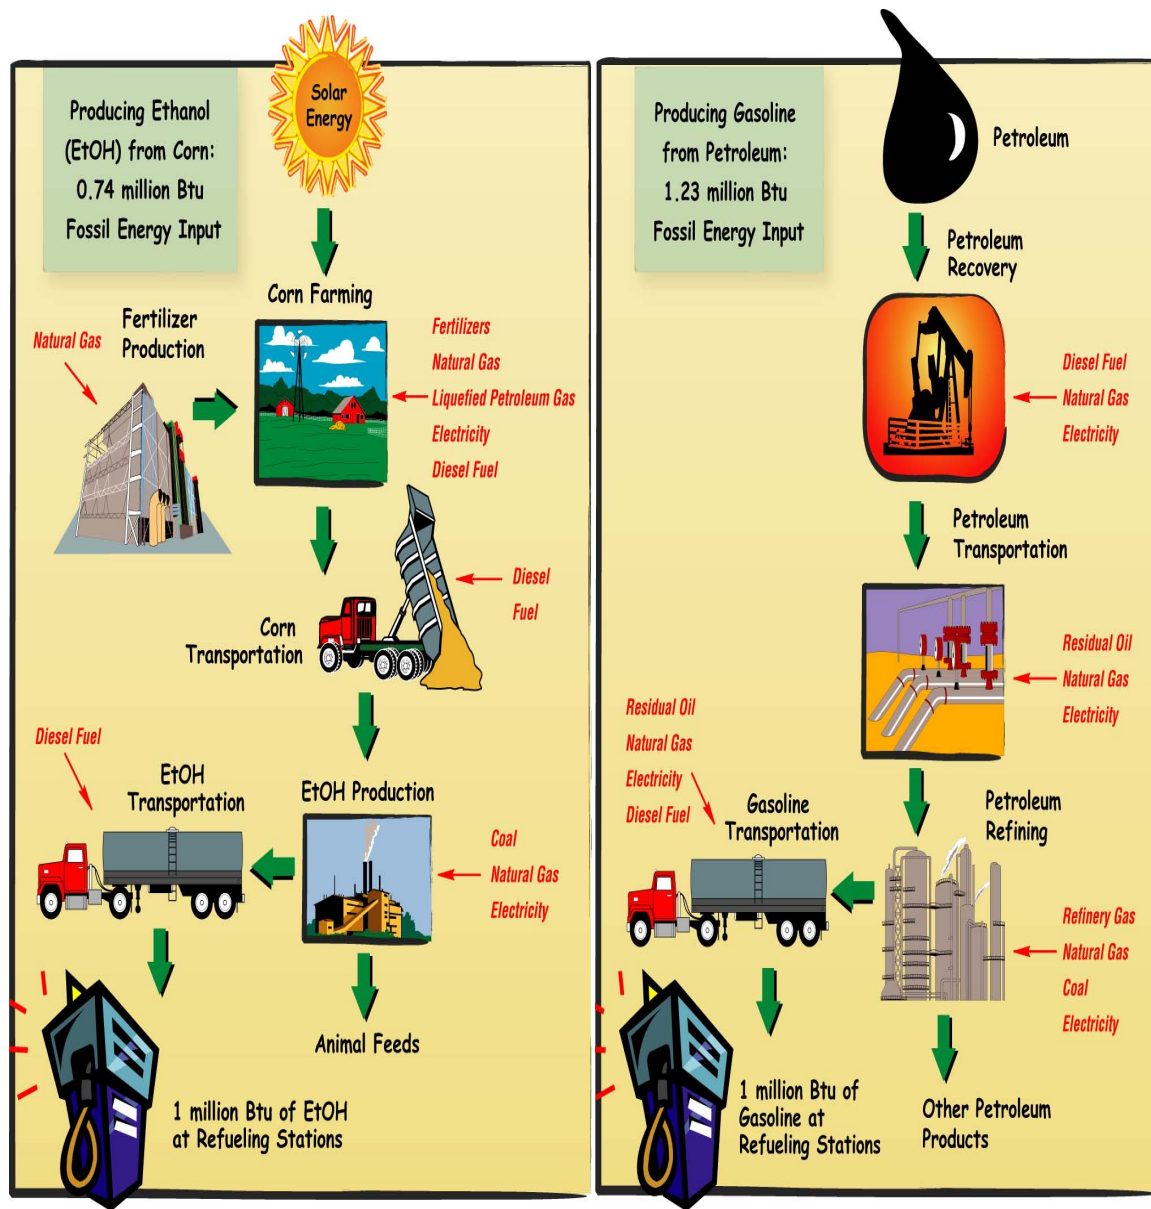 Solar
Energy
Producing Ethanol
(EtOH) from Corn:
0.74 million Btu
Fossil Energy Input
Corn Farming
Fertilizer
Production
Natural Gas
Fertilizers
Natural Gas
Liquefied Petroleum Gas
Electricity
Diesel Fuel
Diesel
Fuel
Corn
Transportation
Diesel Fuel
EtOH
Transportation
EtOH Production
Coal
Natural Gas
Electricity
Animal Feeds
1 million Btu of EtOH
at Refueling Stations
Producing Gasoline
from Petroleum:
1.23 million Btu
Fossil Energy Input
Petroleum
Petroleum
Recovery
Diesel Fuel
Natural Gas
Electricity
Petroleum
Transportation
Residual Oil
Natural Gas
Electricity
Residual Oil
Natural Gas
Electricity
Diesel Fuel
Gasoline
Transportation
Petroleum
Refining
Refinery Gas
Natural Gas
Coal
Electricity
1 million Btu of
Gasoline at
Refueling Stations
Other Petroleum
Products